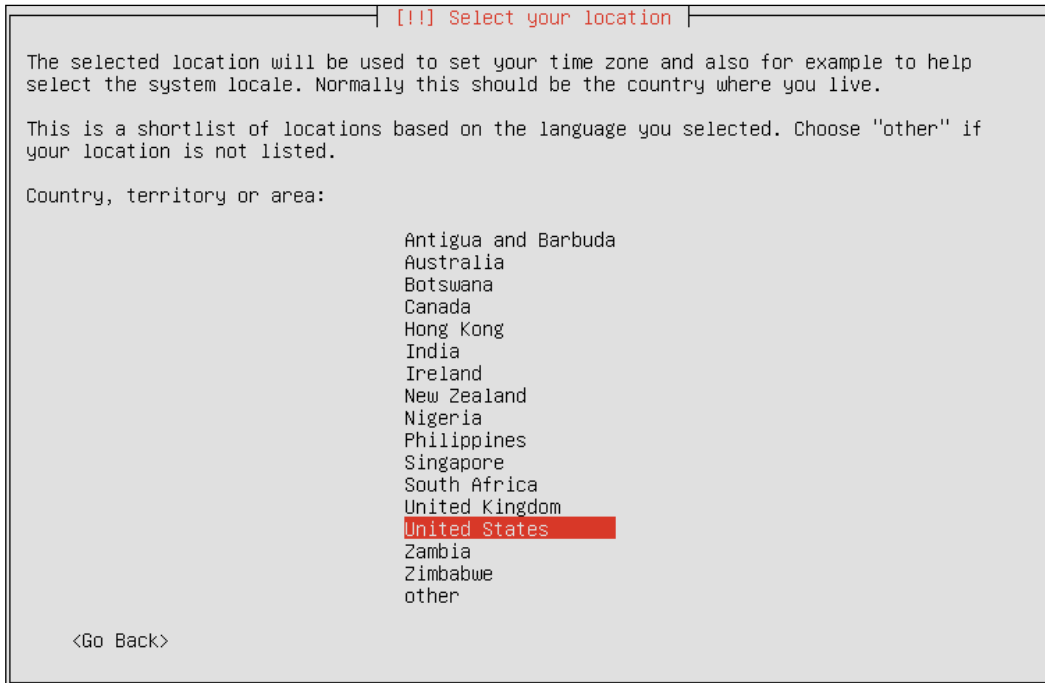 [!!] Select your location
The selected location will be used to set your time zone and also for example to help
select the system locale. Normally this should be the country where you live.
This is a shortlist of locations based on the language you selected. Choose "other" if
your location is not listed.
Country, territory or area:
Antigua and Barbuda
Australia
Botswana
Canada
Hong Kong
India
Ireland
New Zealand
Nigeria
Philippines
Singapore
South Africa
United Kingdom
United States
Zambia
Zimbabwe
other
<Go Back>